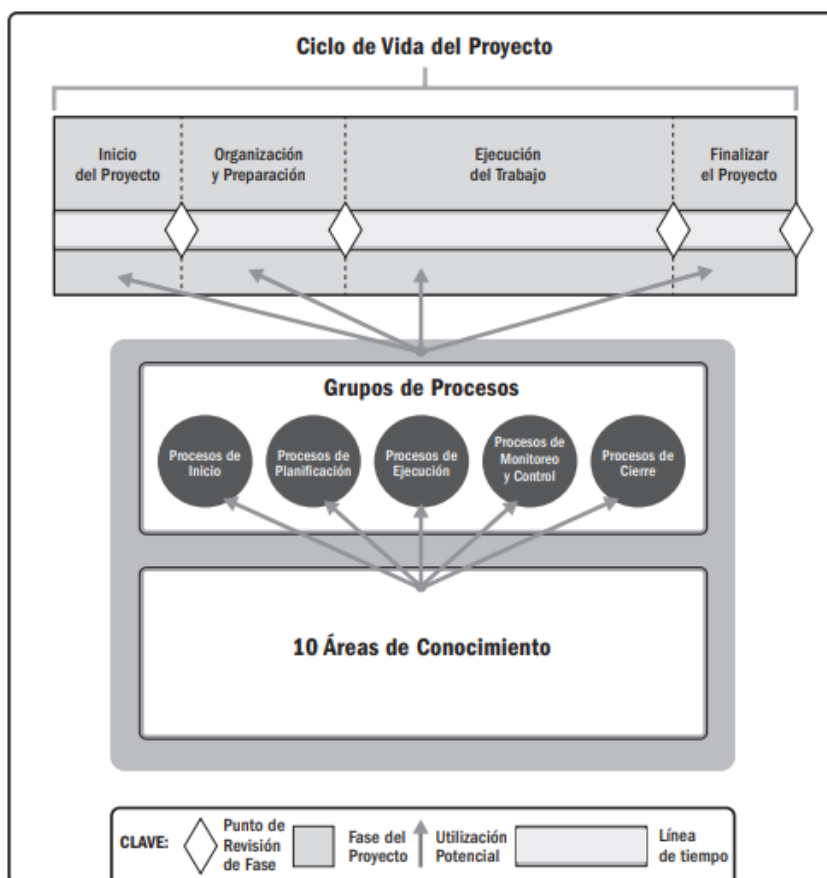 Ciclo de Vida del Proyecto
Inicio
del Proyecto
Organización
y Preparación
Ejecución
del Trabajo
Finalizar
el Proyecto
Grupos de Procesos
Procesos de
Inicio
Procesos de
Planificación
Procesos de
Ejecución
Procesos de
Monitoreo
y Control
Procesos de
Cierre
10 Áreas de Conocimiento
CLAVE:
Punto de
Revisión
de Fase
Fase del
Proyecto
Utilización
Potencial
Línea
de tiempo